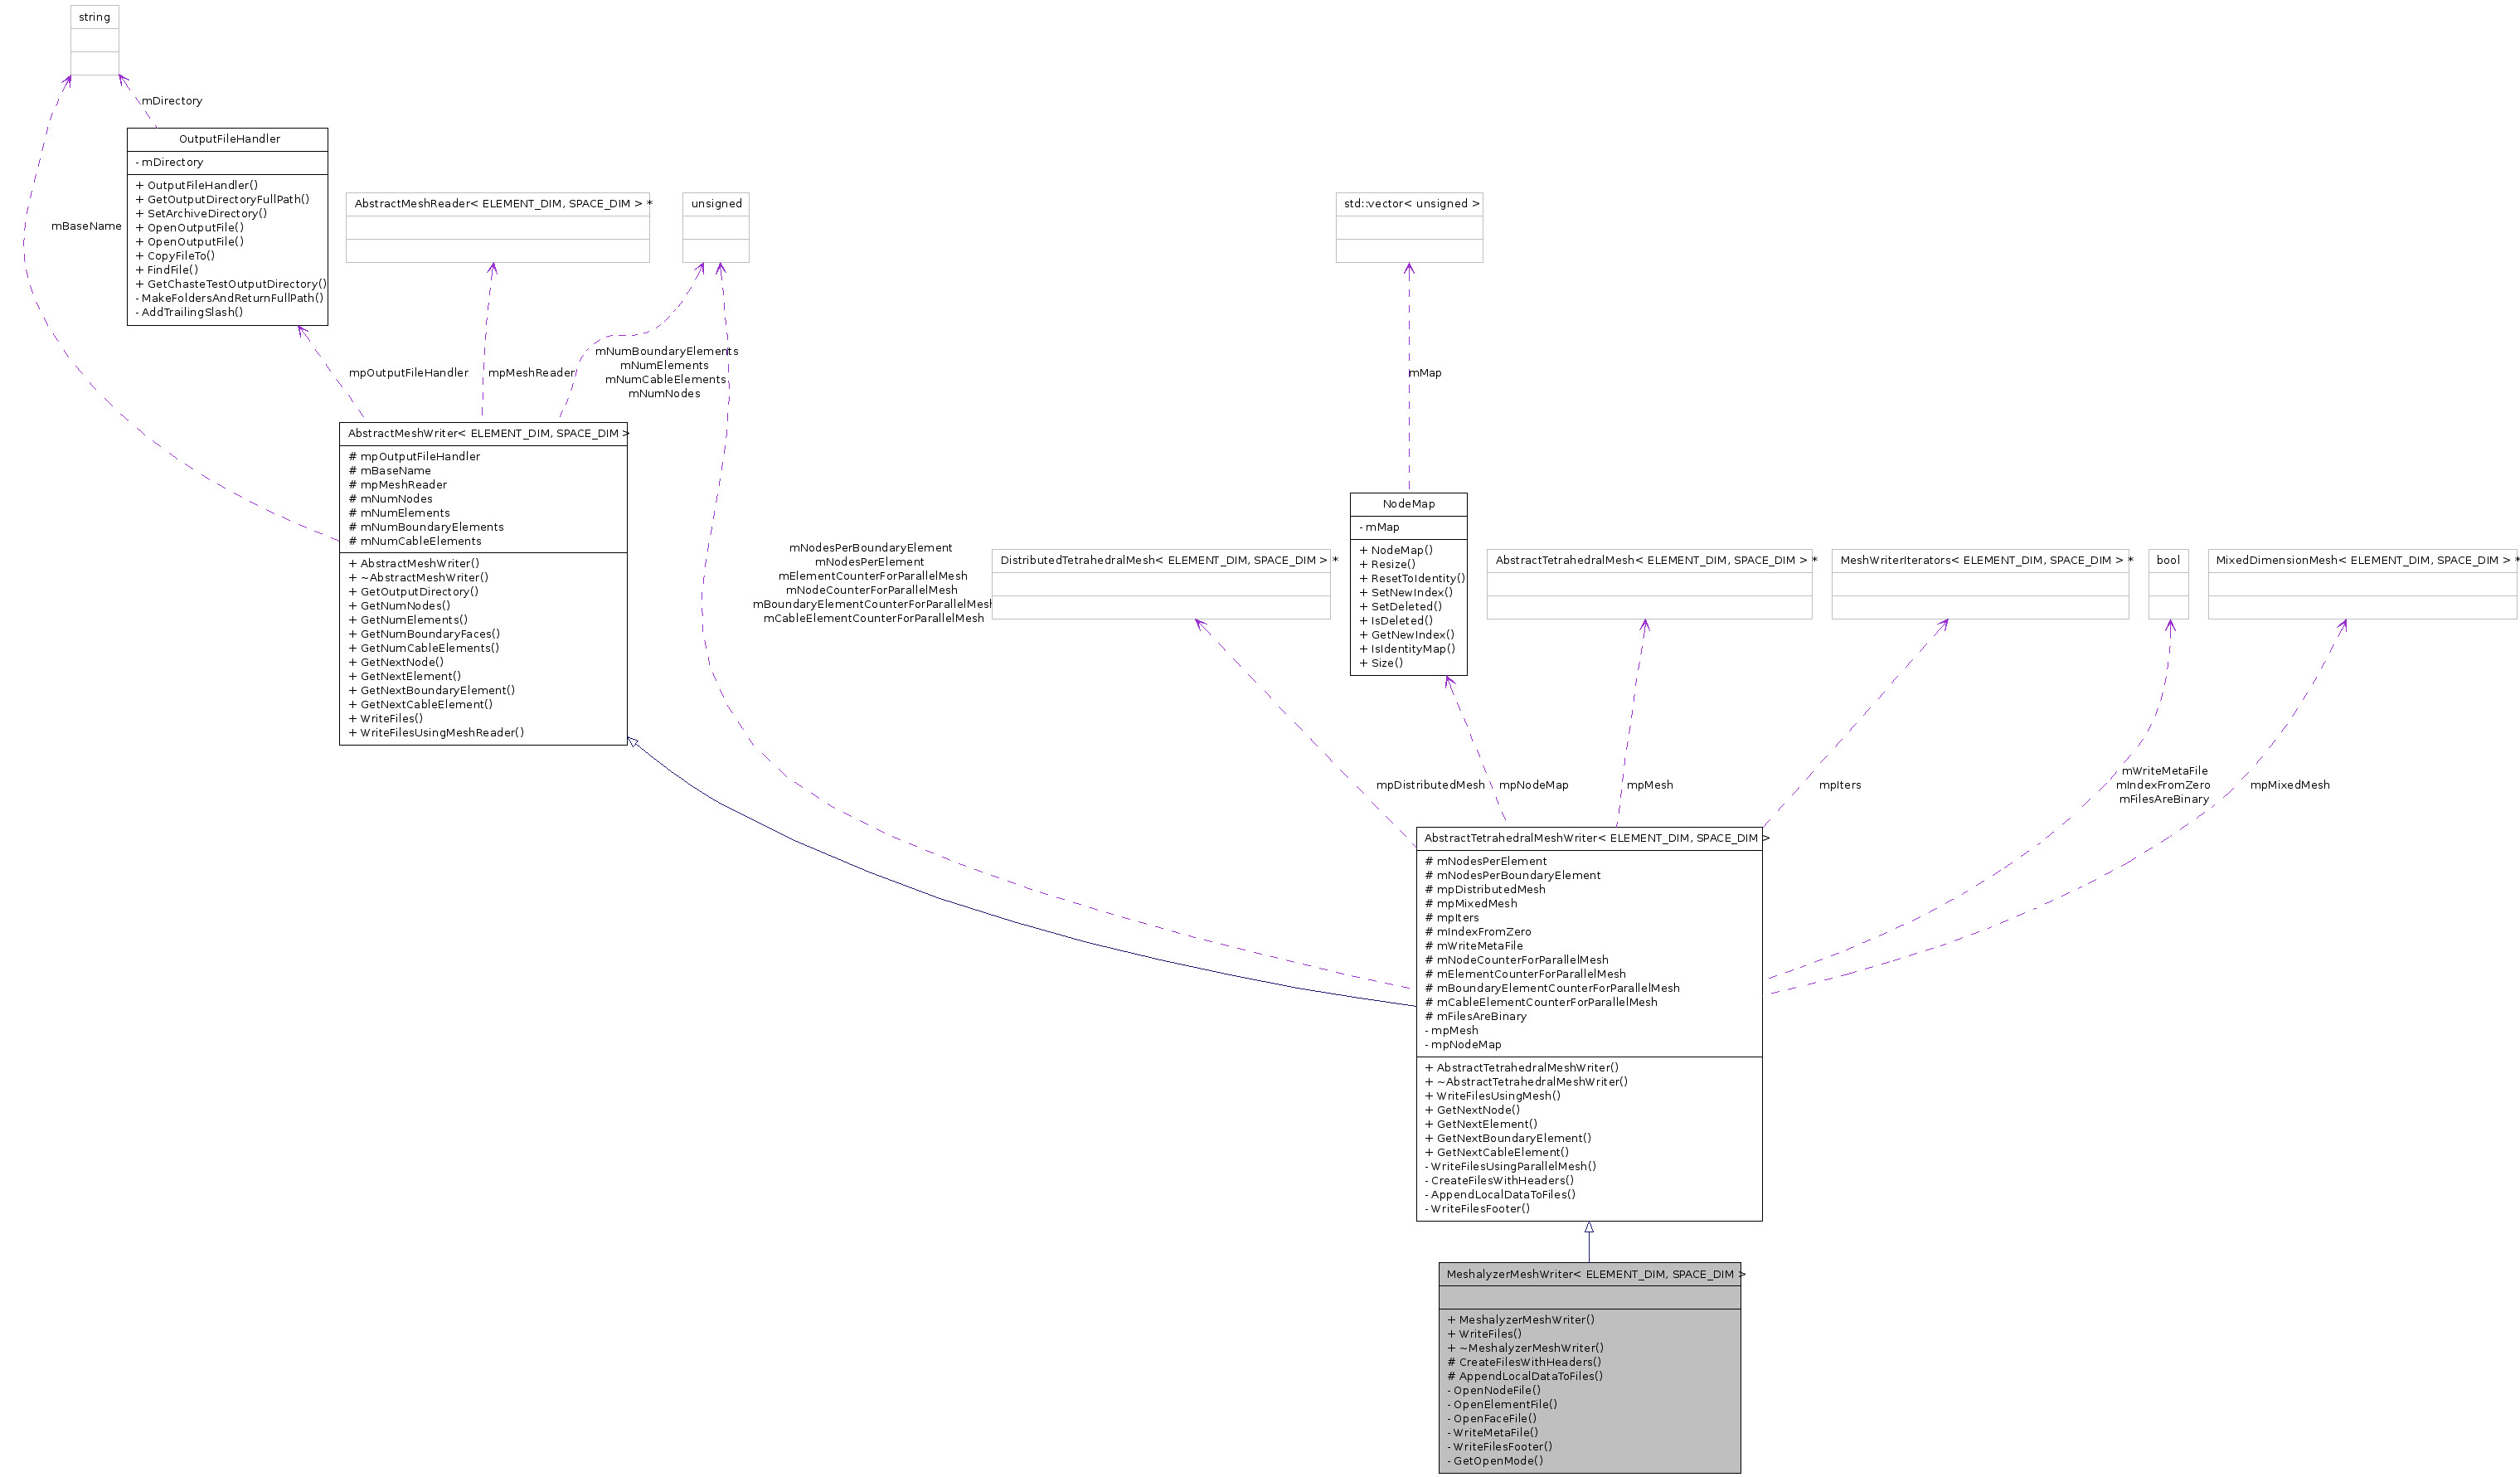 string
mDirectory
OutputFileHandler
- mDirectory
+ OutputFileHandler()
+ GetOutputDirectoryFullPath()
+ SetArchiveDirectory()
+ OpenOutputFile()
+ OpenOutputFile()
+ CopyFileTo()
+ FindFile()
+ GetChasteTestOutputDirectory()
- MakeFoldersAndReturnFullPath()
- AddTrailingSlash()
mBaseName
AbstractMeshReader< ELEMENT_DIM, SPACE_DIM > *
unsigned
std::vector< unsigned >
mpOutputFileHandler
mpMeshReader
mNumBoundaryElements
mNumElements
mNumCableElements
mNumNodes
mMap
AbstractMeshWriter< ELEMENT_DIM, SPACE_DIM >
# mpOutputFileHandler
# mBaseName
# mpMeshReader
# mNumNodes
# mNumElements
# mNumBoundaryElements
# mNumCableElements
+ AbstractMeshWriter()
+ ~AbstractMeshWriter()
+ GetOutputDirectory()
+ GetNumNodes()
+ GetNumElements()
+ GetNumBoundaryFaces()
+ GetNumCableElements()
+ GetNextNode()
+ GetNextElement()
+ GetNextBoundaryElement()
+ GetNextCableElement()
+ WriteFiles()
+ WriteFilesUsingMeshReader()
mNodesPerBoundaryElement
mNodesPerElement
mElementCounterForParallelMesh
mNodeCounterForParallelMesh
mBoundaryElementCounterForParallelMesh
mCableElementCounterForParallelMesh
DistributedTetrahedralMesh< ELEMENT_DIM, SPACE_DIM > *
NodeMap
- mMap
+ NodeMap()
+ Resize()
+ ResetToIdentity()
+ SetNewIndex()
+ SetDeleted()
+ IsDeleted()
+ GetNewIndex()
+ IsIdentityMap()
+ Size()
AbstractTetrahedralMesh< ELEMENT_DIM, SPACE_DIM > *
MeshWriterIterators< ELEMENT_DIM, SPACE_DIM > *
bool
MixedDimensionMesh< ELEMENT_DIM, SPACE_DIM > *
mpDistributedMesh
mpNodeMap
mpMesh
mpIters
mWriteMetaFile
mIndexFromZero
mFilesAreBinary
mpMixedMesh
AbstractTetrahedralMeshWriter< ELEMENT_DIM, SPACE_DIM >
# mNodesPerElement
# mNodesPerBoundaryElement
# mpDistributedMesh
# mpMixedMesh
# mpIters
# mIndexFromZero
# mWriteMetaFile
# mNodeCounterForParallelMesh
# mElementCounterForParallelMesh
# mBoundaryElementCounterForParallelMesh
# mCableElementCounterForParallelMesh
# mFilesAreBinary
- mpMesh
- mpNodeMap
+ AbstractTetrahedralMeshWriter()
+ ~AbstractTetrahedralMeshWriter()
+ WriteFilesUsingMesh()
+ GetNextNode()
+ GetNextElement()
+ GetNextBoundaryElement()
+ GetNextCableElement()
- WriteFilesUsingParallelMesh()
- CreateFilesWithHeaders()
- AppendLocalDataToFiles()
- WriteFilesFooter()
MeshalyzerMeshWriter< ELEMENT_DIM, SPACE_DIM >
+ MeshalyzerMeshWriter()
+ WriteFiles()
+ ~MeshalyzerMeshWriter()
# CreateFilesWithHeaders()
# AppendLocalDataToFiles()
- OpenNodeFile()
- OpenElementFile()
- OpenFaceFile()
- WriteMetaFile()
- WriteFilesFooter()
- GetOpenMode()